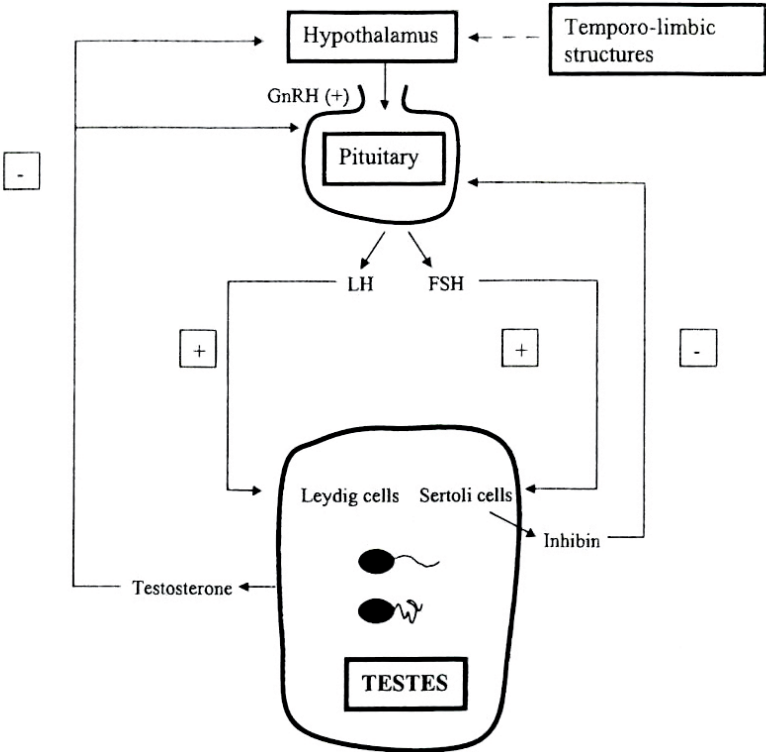 Hypothalamus
Temporo-limbic
structures
GnRH (+)
Pituitary
-
LH
FSH
+
+
-
Leydig cells
Sertoli cells
Inhibin
Testosterone
TESTES